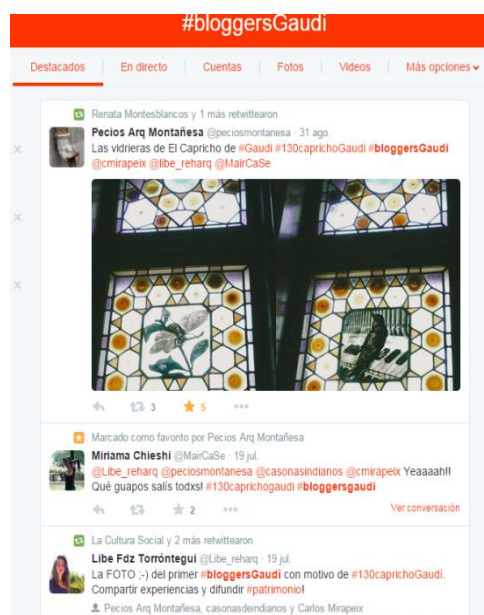 #bloggersGaudi
Destacados En directo Cuentas Fotos Videos Más opciones
Renata Montesblancos y 1 más retwittearon
Pecios Arq Montañesa @peciosmontanesa · 31 ago.
Las vidrieras de El Capricho de #Gaudi #130caprichoGaudi #bloggersGaudi
@cmirapeix @libe_reharq @MairCaSe
3 5
Marcado como favorito por Pecios Arq Montañesa
Miriama Chieshi @MairCaSe · 19 jul.
@Libe_reharq @peciosmontanesa @casonasindianos @cmirapeix Yeaaaah!!
Qué guapos salís todxs! #130caprichogaudi #bloggersgaudi
2 Ver conversación
La Cultura Social y 2 más retwittearon
Libe Fdz Torróntegui @Libe_reharq · 19 jul.
La FOTO ;-) del primer #bloggersGaudi con motivo de #130caprichoGaudí.
Compartir experiencias y difundir #patrimonio!
Pecios Arq Montañesa, casonasdeindianos y Carlos Mirapeix